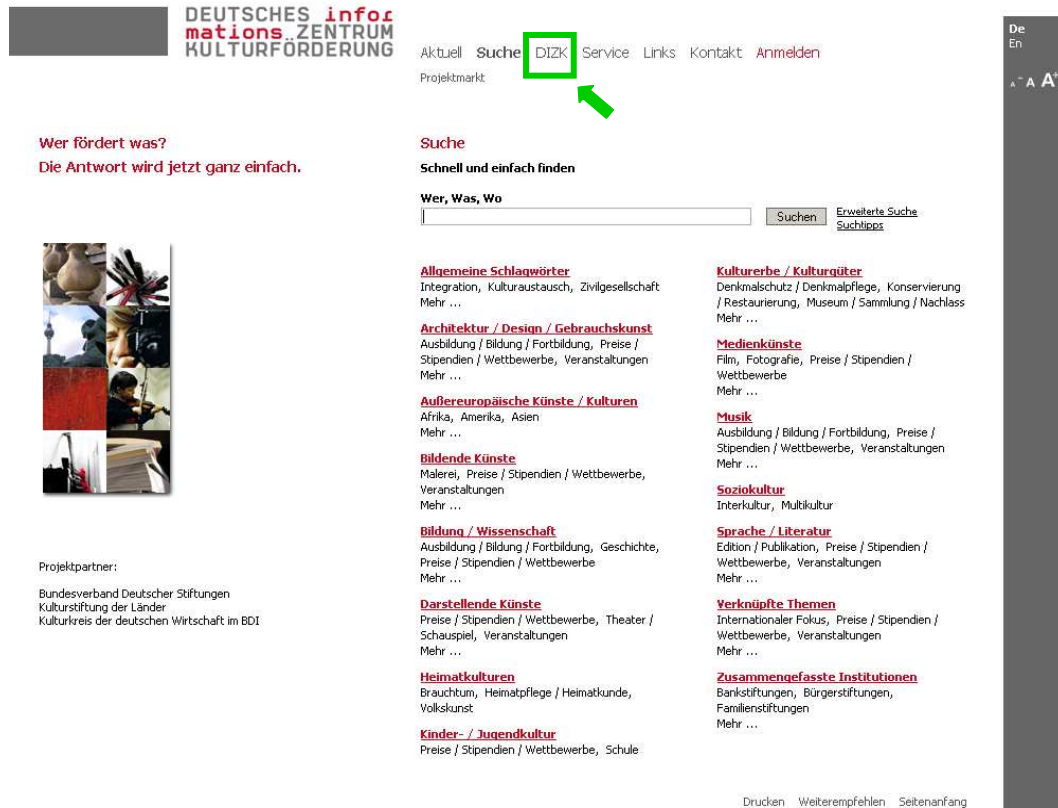 DEUTSCHES infor
mations ZENTRUM
KULTURFÖRDERUNG
Aktuell Suche DIZK Service Links Kontakt Anmelden
Projektmarkt
De
En
A⁻ A A⁺
Wer fördert was?
Die Antwort wird jetzt ganz einfach.
Projektpartner:
Bundesverband Deutscher Stiftungen
Kulturstiftung der Länder
Kulturkreis der deutschen Wirtschaft im BDI
Suche
Schnell und einfach finden
Wer, Was, Wo
Suchen
Erweiterte Suche
Suchtipps
Allgemeine Schlagwörter
Integration, Kulturaustausch, Zivilgesellschaft
Mehr ...
Architektur / Design / Gebrauchskunst
Ausbildung / Bildung / Fortbildung, Preise /
Stipendien / Wettbewerbe, Veranstaltungen
Mehr ...
Außereuropäische Künste / Kulturen
Afrika, Amerika, Asien
Mehr ...
Bildende Künste
Malerei, Preise / Stipendien / Wettbewerbe,
Veranstaltungen
Mehr ...
Bildung / Wissenschaft
Ausbildung / Bildung / Fortbildung, Geschichte,
Preise / Stipendien / Wettbewerbe
Mehr ...
Darstellende Künste
Preise / Stipendien / Wettbewerbe, Theater /
Schauspiel, Veranstaltungen
Mehr ...
Heimatkulturen
Brauchtum, Heimatpflege / Heimatkunde,
Volkskunst
Kinder- / Jugendkultur
Preise / Stipendien / Wettbewerbe, Schule
Kulturerbe / Kulturgüter
Denkmalschutz / Denkmalpflege, Konservierung
/ Restaurierung, Museum / Sammlung / Nachlass
Mehr ...
Medienkünste
Film, Fotografie, Preise / Stipendien /
Wettbewerbe
Mehr ...
Musik
Ausbildung / Bildung / Fortbildung, Preise /
Stipendien / Wettbewerbe, Veranstaltungen
Mehr ...
Soziokultur
Interkultur, Multikultur
Sprache / Literatur
Edition / Publikation, Preise / Stipendien /
Wettbewerbe, Veranstaltungen
Mehr ...
Verknüpfte Themen
Internationaler Fokus, Preise / Stipendien /
Wettbewerbe, Veranstaltungen
Mehr ...
Zusammengefasste Institutionen
Bankstiftungen, Bürgerstiftungen,
Familienstiftungen
Mehr ...
Drucken Weiterempfehlen Seitenanfang